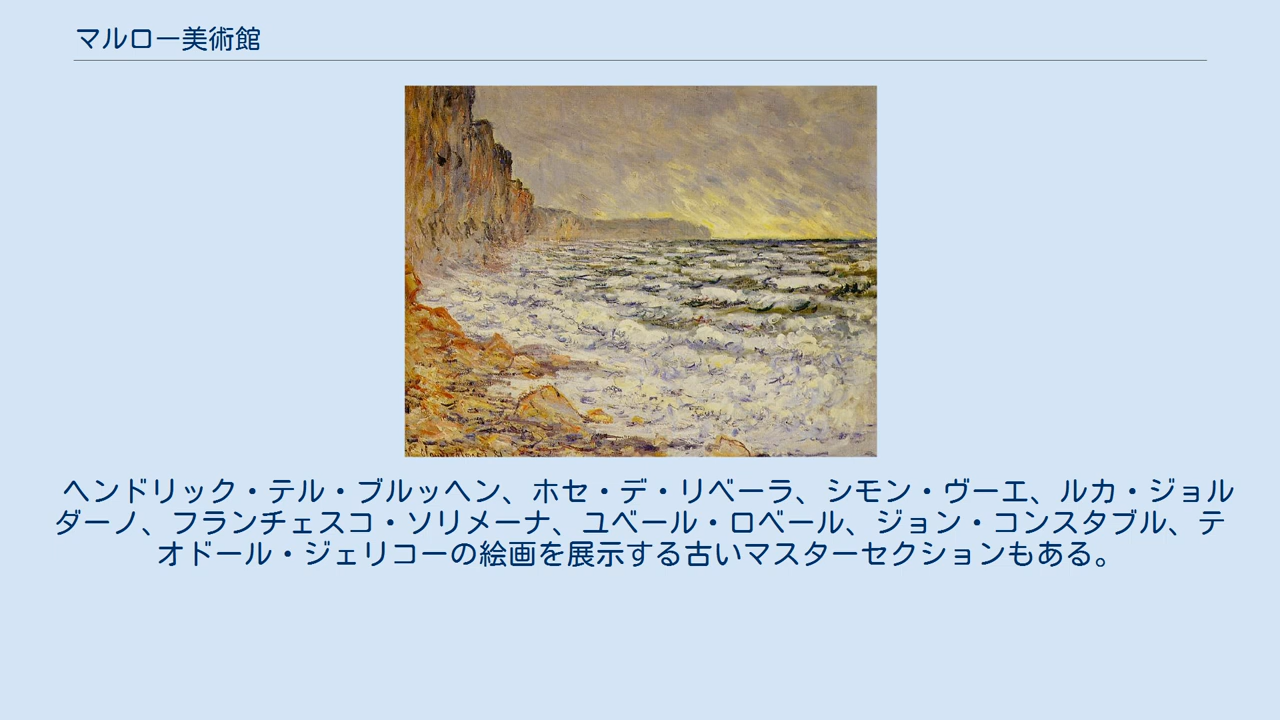 マルロー美術館
ヘンドリック・テル・ブルッヘン、ホセ・デ・リベーラ、シモン・ヴーエ、ルカ・ジョル
ダーノ、フランチェスコ・ソリメーナ、ユベール・ロベール、ジョン・コンスタブル、テ
オドール・ジェリコーの絵画を展示する古いマスターセクションもある。